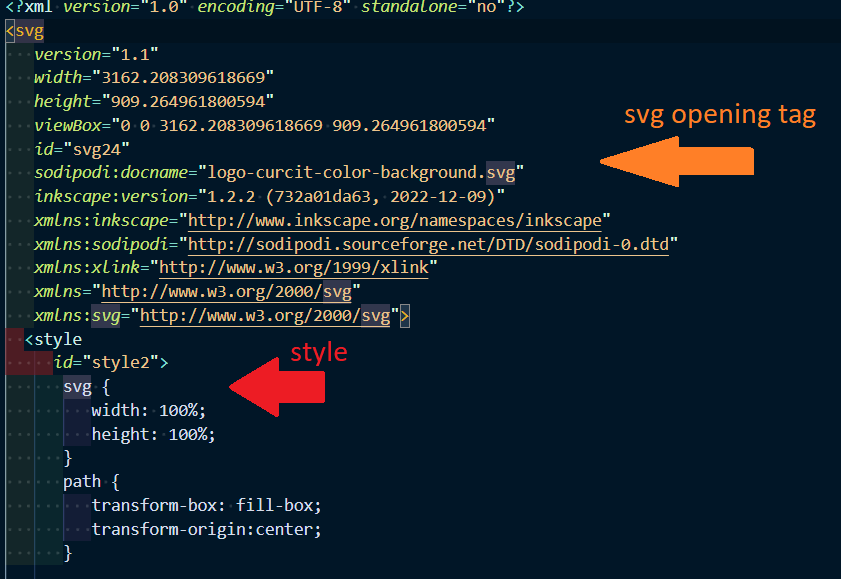 <?xml version="1.0" encoding="UTF-8" standalone="no"?>
<svg
version="1.1"
width="3162.208309618669"
height="909.264961800594"
viewBox="0 0 3162.208309618669 909.264961800594"
svg opening tag
id="svg24"
sodipodi:docname="logo-curcit-color-background.svg"
inkscape:version="1.2.2 (732a01da63, 2022-12-09)"
xmlns:inkscape="http://www.inkscape.org/namespaces/inkscape"
xmlns:sodipodi="http://sodipodi.sourceforge.net/DTD/sodipodi-0.dtd"
xmlns:xlink="http://www.w3.org/1999/xlink"
xmlns="http://www.w3.org/2000/svg"
xmlns:svg="http://www.w3.org/2000/svg">
<style
style
id="style2">
svg {
width: 100%;
height: 100%;
}
path {
transform-box: fill-box;
transform-origin:center;
}